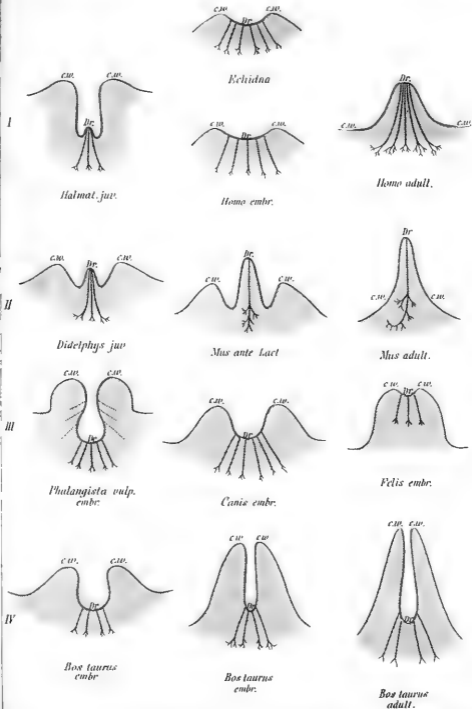 c.w. c.w.
Dr.
Echidna
I
c.w. c.w.
Dr.
Halmat. juv.
Dr.
Homo embr.
c.w. c.w.
Dr.
c.w. c.w.
Homo adult.
II
c.w. Dr. c.w.
Didelphys juv
Dr.
c.w. c.w.
Mus ante Lact
Dr
c.w. c.w.
Mus adult.
III
c.w. c.w.
Dr.
Phalangista vulp.
embr.
c.w. c.w.
Dr.
Canis embr.
c.w. Dr. c.w.
Felis embr.
IV
c.w. c.w.
Dr
Bos taurus
embr
c.w c.w
Dr
Bos taurus
embr.
c.w. c.w.
Dr.
Bos taurus
adult.